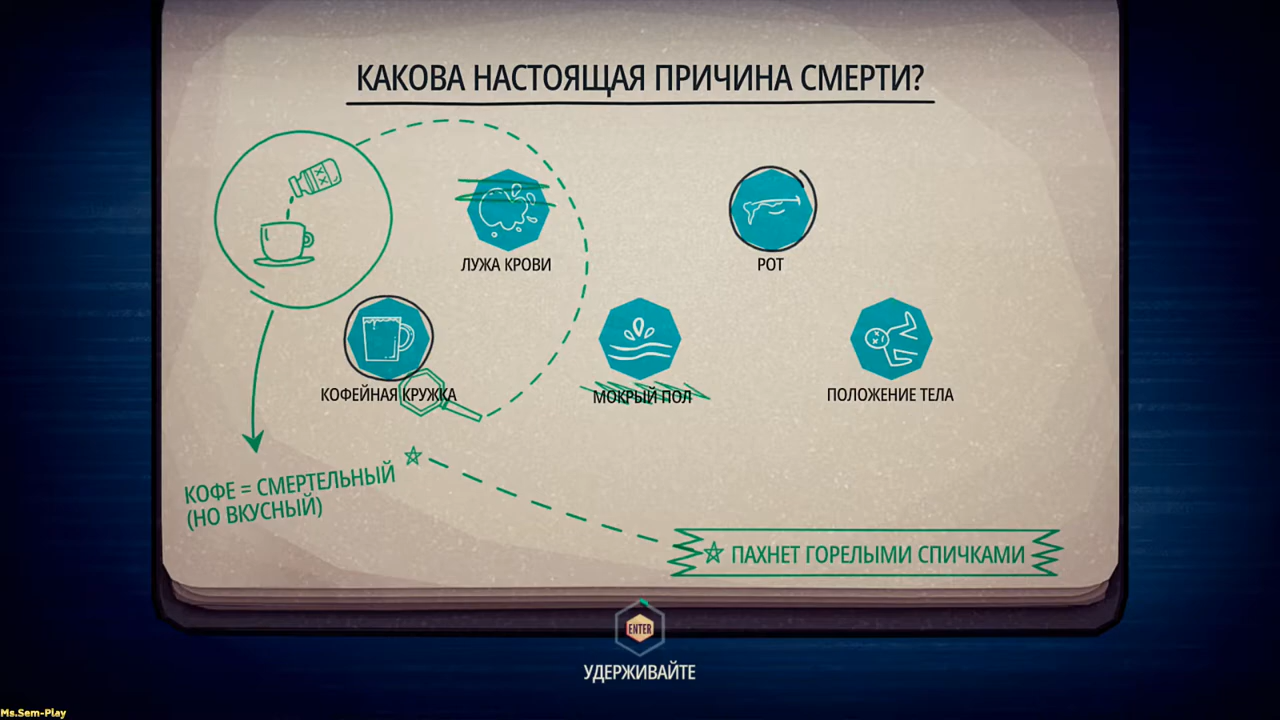 КАКОВА НАСТОЯЩАЯ ПРИЧИНА СМЕРТИ?
ЛУЖА КРОВИ
РОТ
КОФЕЙНАЯ КРУЖКА
МОКРЫЙ ПОЛ
ПОЛОЖЕНИЕ ТЕЛА
КОФЕ = СМЕРТЕЛЬНЫЙ
(НО ВКУСНЫЙ)
ПАХНЕТ ГОРЕЛЫМИ СПИЧКАМИ
ENTER
УДЕРЖИВАЙТЕ
Ms.Sem-Play